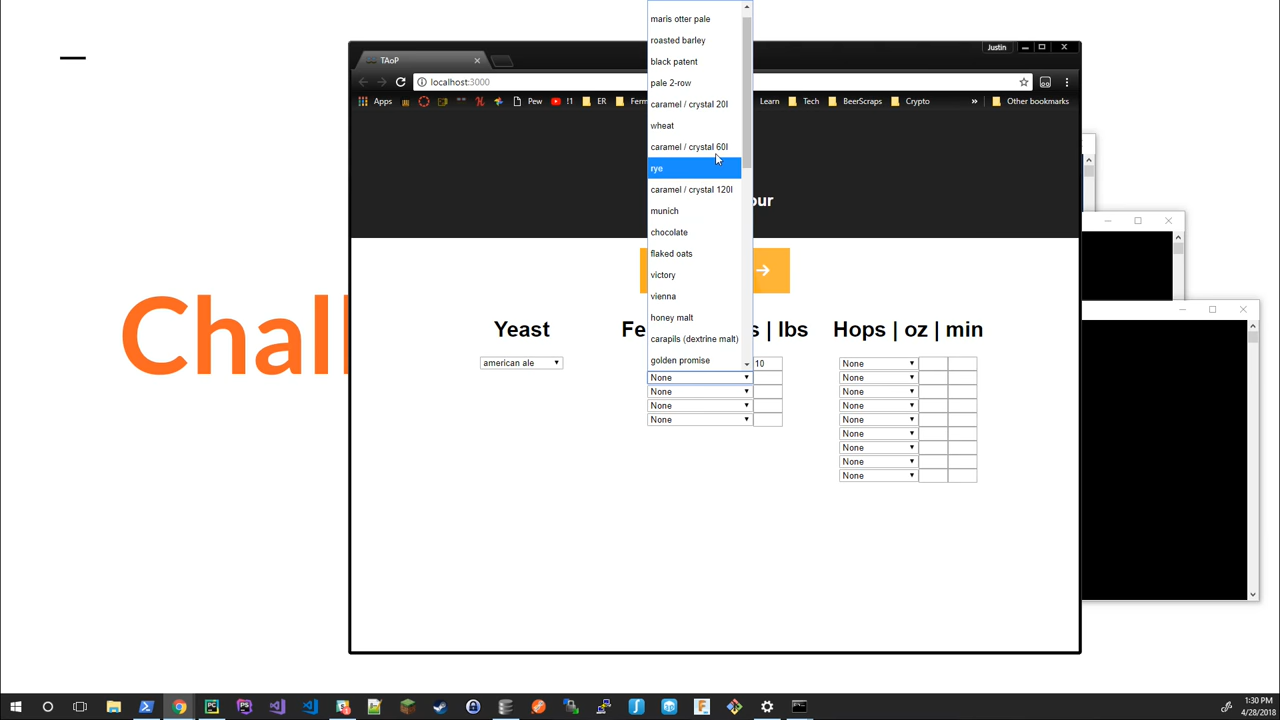 maris otter pale
roasted barley
Justin
TAoP
black patent
localhost:3000
pale 2-row
Apps
Pew
!1
ER
Ferm
Learn
Tech
BeerScraps
Crypto
»
Other bookmarks
caramel / crystal 20l
wheat
caramel / crystal 60l
rye
caramel / crystal 120l
our
munich
chocolate
flaked oats
victory
vienna
honey malt
Chall
Yeast
Fe
s | lbs
Hops | oz | min
carapils (dextrine malt)
golden promise
american ale
10
None
None
None
None
None
None
None
None
None
None
None
None
None
1:30 PM
4/28/2018